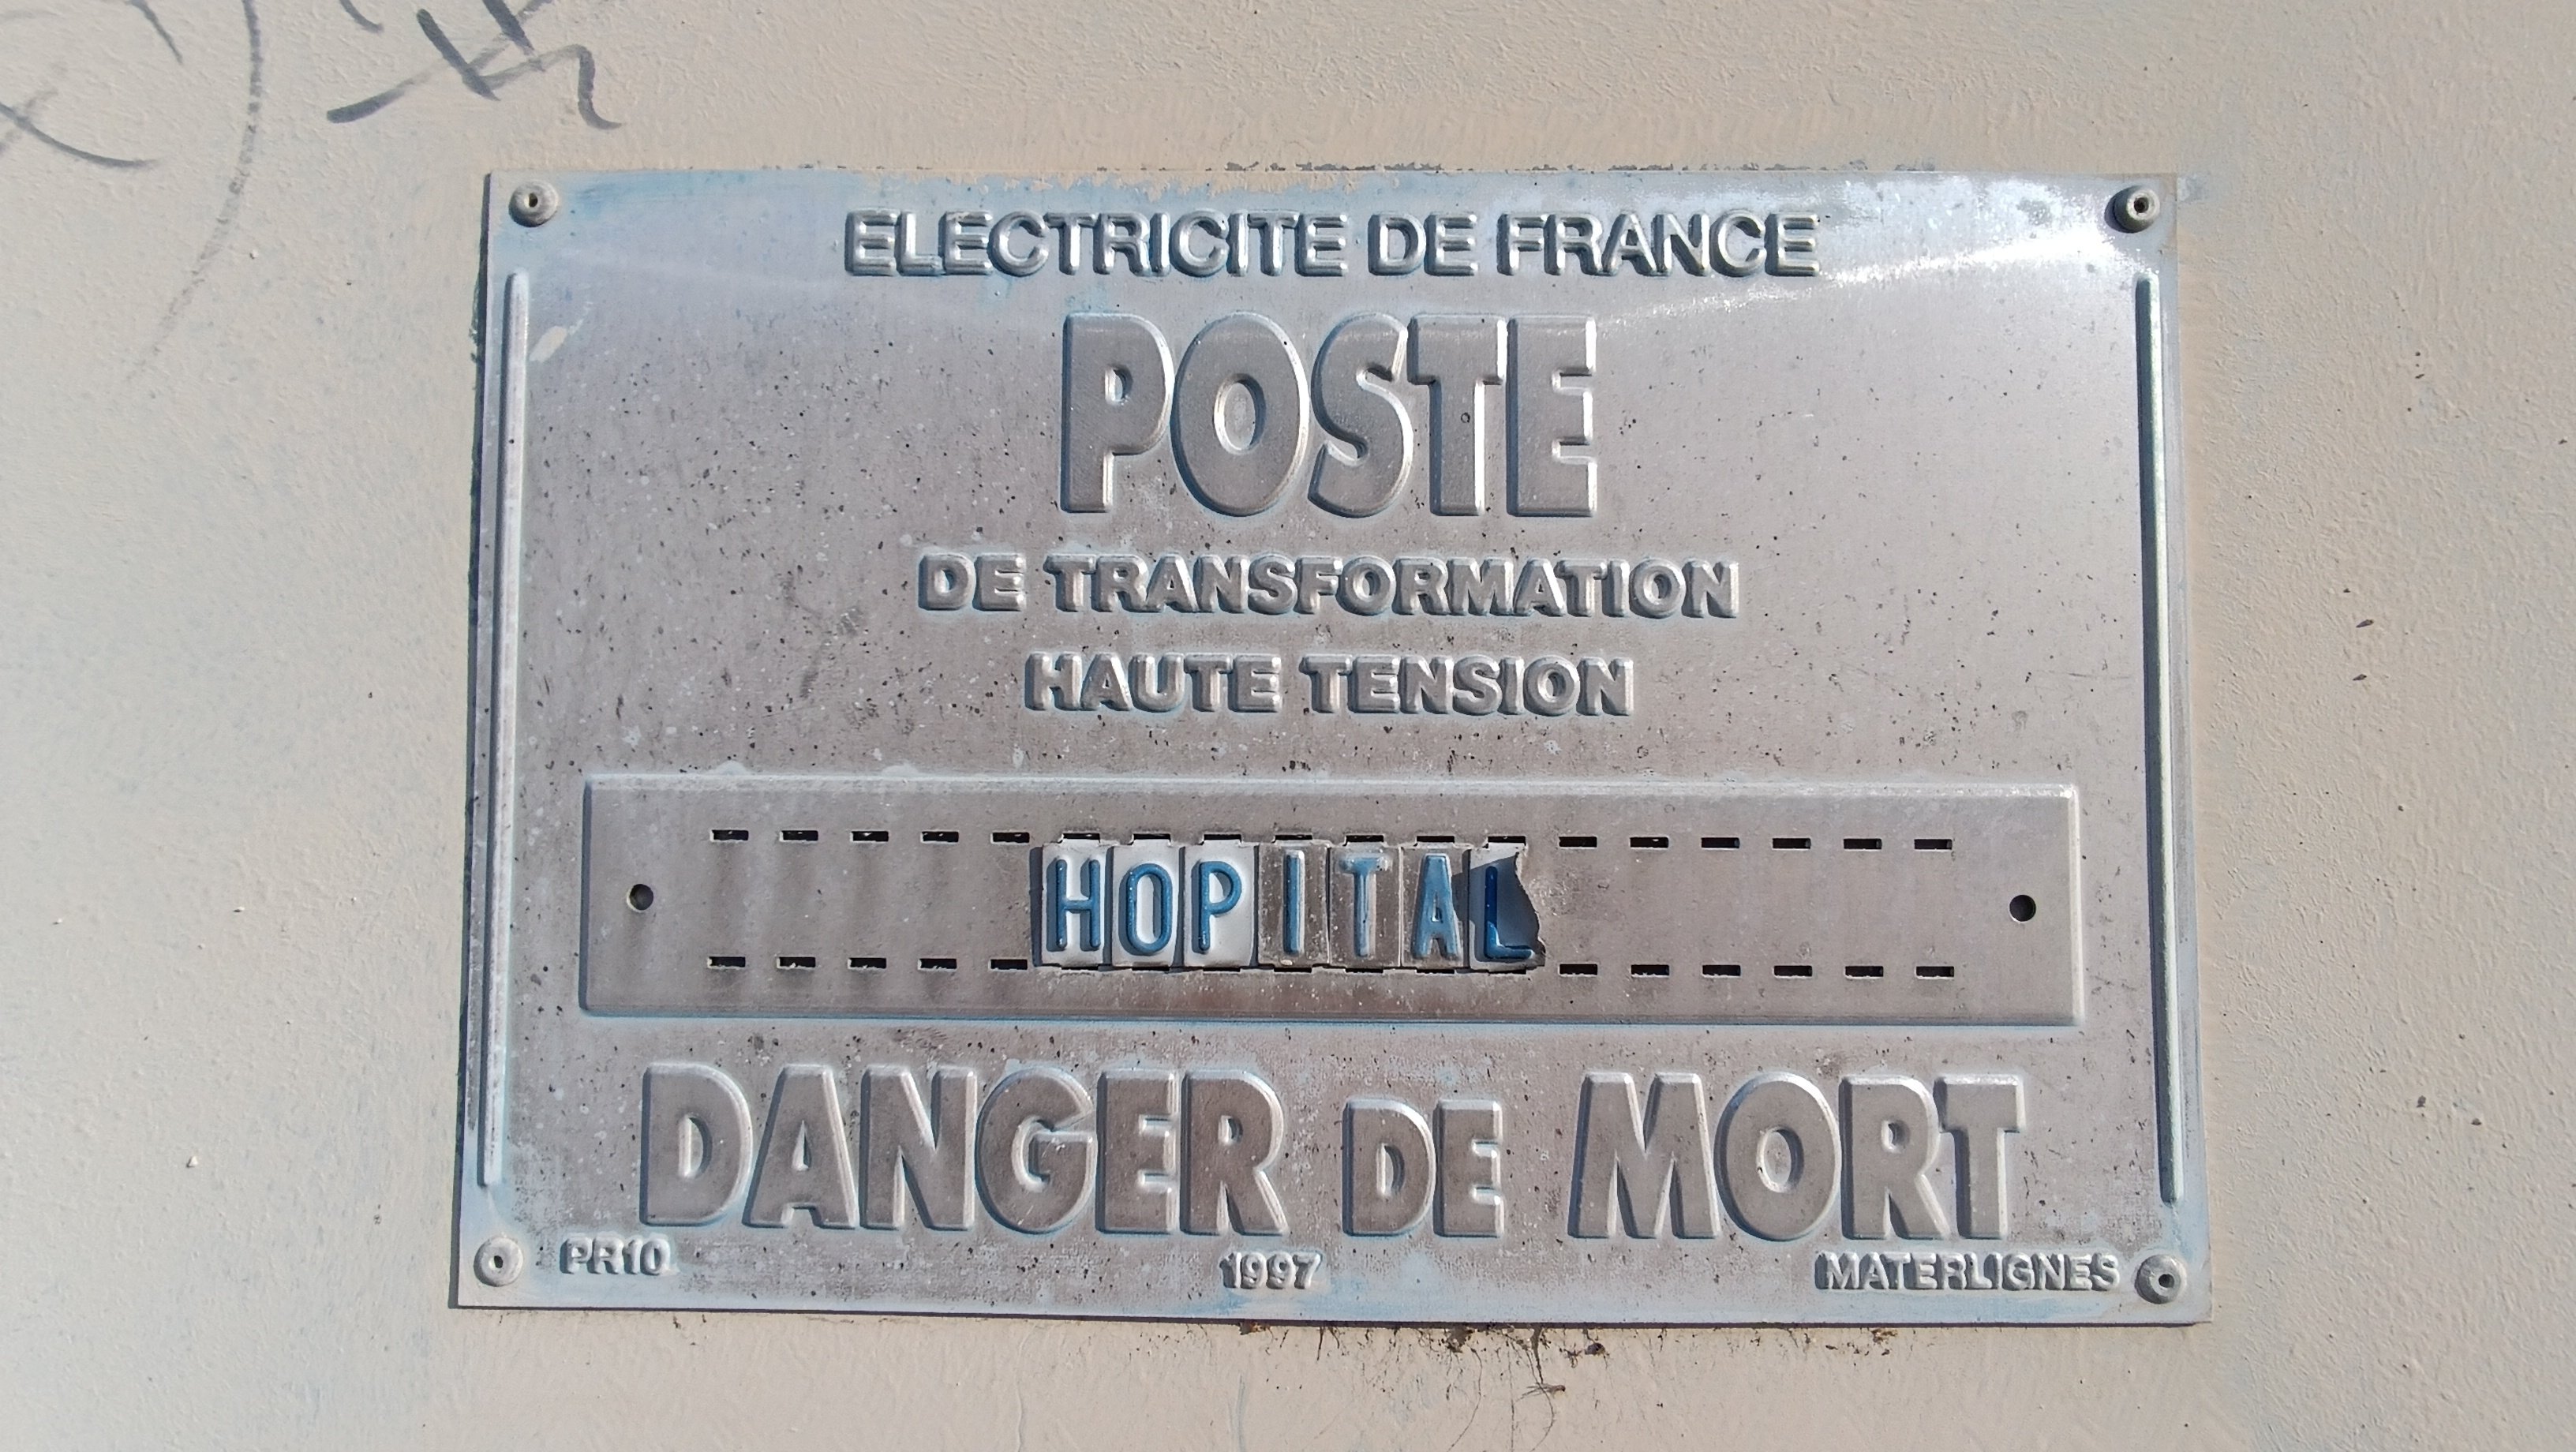 ELECTRICITE DE FRANCE
POSTE
DE TRANSFORMATION
HAUTE TENSION
HOPITAL
DANGER DE MORT
PR10 1997 MATERLIGNES